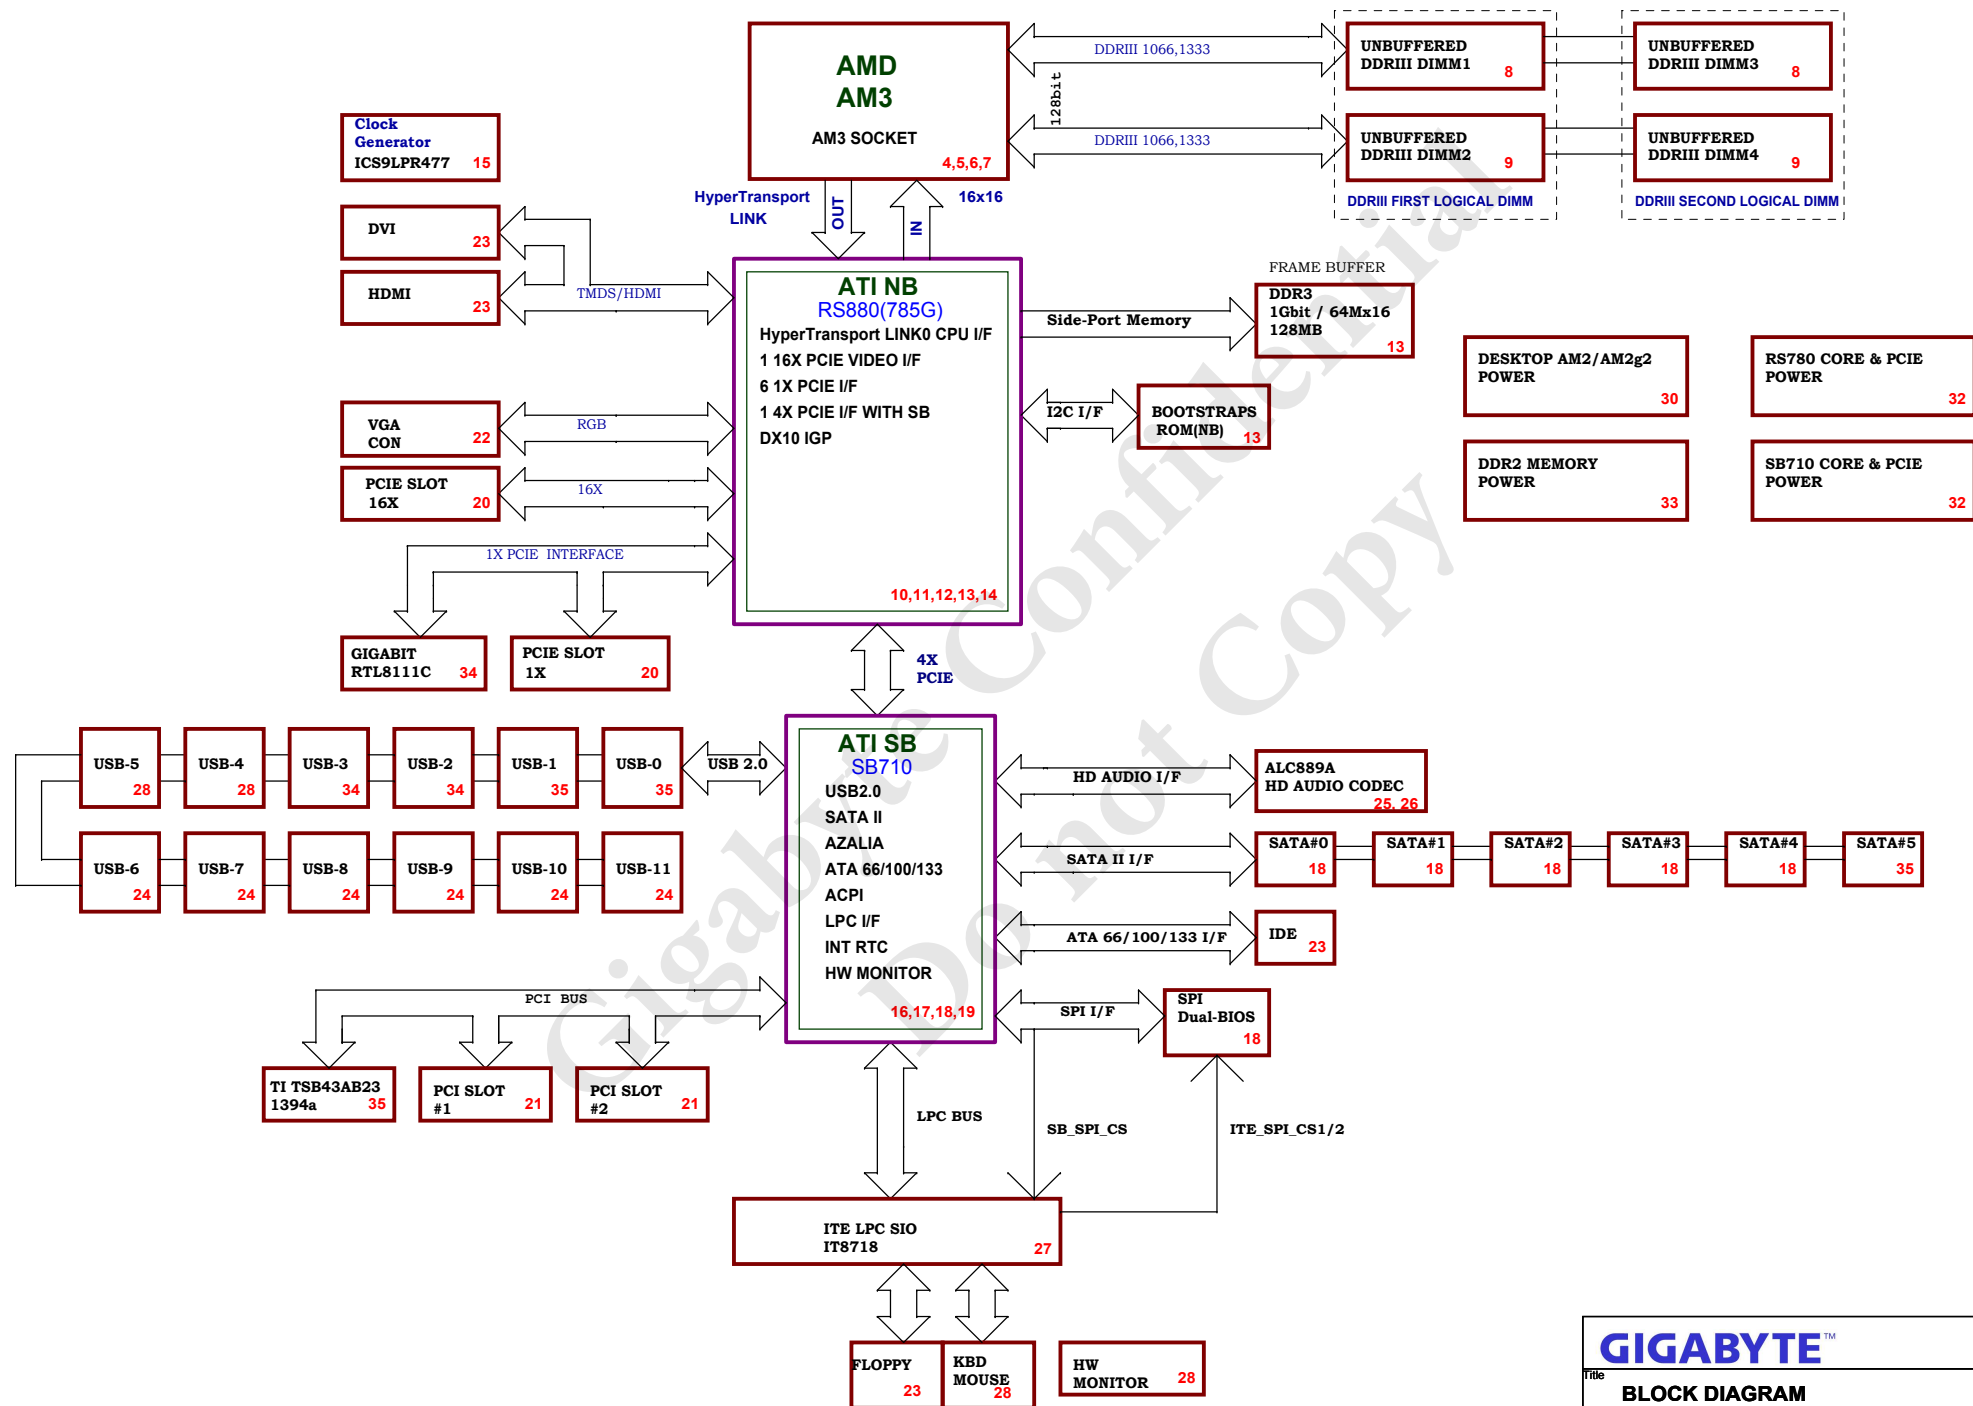 AMD
AM3
AM3 SOCKET
4,5,6,7
DDRIII 1066,1333
128bit
DDRIII 1066,1333
UNBUFFERED
DDRIII DIMM1
8
UNBUFFERED
DDRIII DIMM3
8
UNBUFFERED
DDRIII DIMM2
9
UNBUFFERED
DDRIII DIMM4
9
DDRIII FIRST LOGICAL DIMM
DDRIII SECOND LOGICAL DIMM
Clock
Generator
ICS9LPR477
15
HyperTransport
LINK
OUT
IN
16x16
DVI
23
HDMI
23
TMDS/HDMI
VGA
CON
22
RGB
PCIE SLOT
16X
20
16X
1X PCIE INTERFACE
GIGABIT
RTL8111C
34
PCIE SLOT
1X
20
ATI NB
RS880(785G)
HyperTransport LINK0 CPU I/F
1 16X PCIE VIDEO I/F
6 1X PCIE I/F
1 4X PCIE I/F WITH SB
DX10 IGP
10,11,12,13,14
Side-Port Memory
FRAME BUFFER
DDR3
1Gbit / 64Mx16
128MB
13
I2C I/F
BOOTSTRAPS
ROM(NB)
13
DESKTOP AM2/AM2g2
POWER
30
RS780 CORE & PCIE
POWER
32
DDR2 MEMORY
POWER
33
SB710 CORE & PCIE
POWER
32
4X
PCIE
USB-5
28
USB-4
28
USB-3
34
USB-2
34
USB-1
35
USB-0
35
USB 2.0
USB-6
24
USB-7
24
USB-8
24
USB-9
24
USB-10
24
USB-11
24
ATI SB
SB710
USB2.0
SATA II
AZALIA
ATA 66/100/133
ACPI
LPC I/F
INT RTC
HW MONITOR
16,17,18,19
HD AUDIO I/F
ALC889A
HD AUDIO CODEC
25, 26
SATA II I/F
SATA#0
18
SATA#1
18
SATA#2
18
SATA#3
18
SATA#4
18
SATA#5
35
ATA 66/100/133 I/F
IDE
23
SPI I/F
SPI
Dual-BIOS
18
PCI BUS
TI TSB43AB23
1394a
35
PCI SLOT
#1
21
PCI SLOT
#2
21
LPC BUS
SB_SPI_CS
ITE_SPI_CS1/2
ITE LPC SIO
IT8718
27
FLOPPY
23
KBD
MOUSE
28
HW
MONITOR
28
GIGABYTE™
Title
BLOCK DIAGRAM
Gigabyte Confidential
Do not Copy